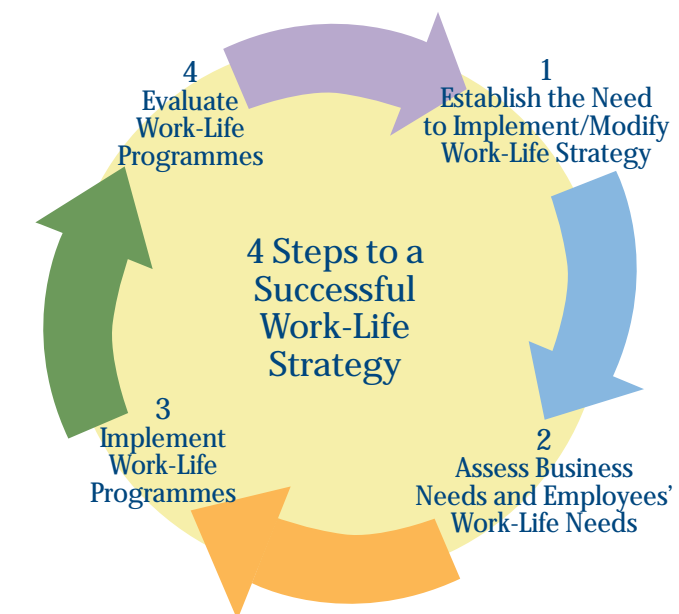 4 Steps to a
Successful
Work-Life
Strategy
1
Establish the Need
to Implement/Modify
Work-Life Strategy
2
Assess Business
Needs and Employees’
Work-Life Needs
3
Implement
Work-Life
Programmes
4
Evaluate
Work-Life
Programmes